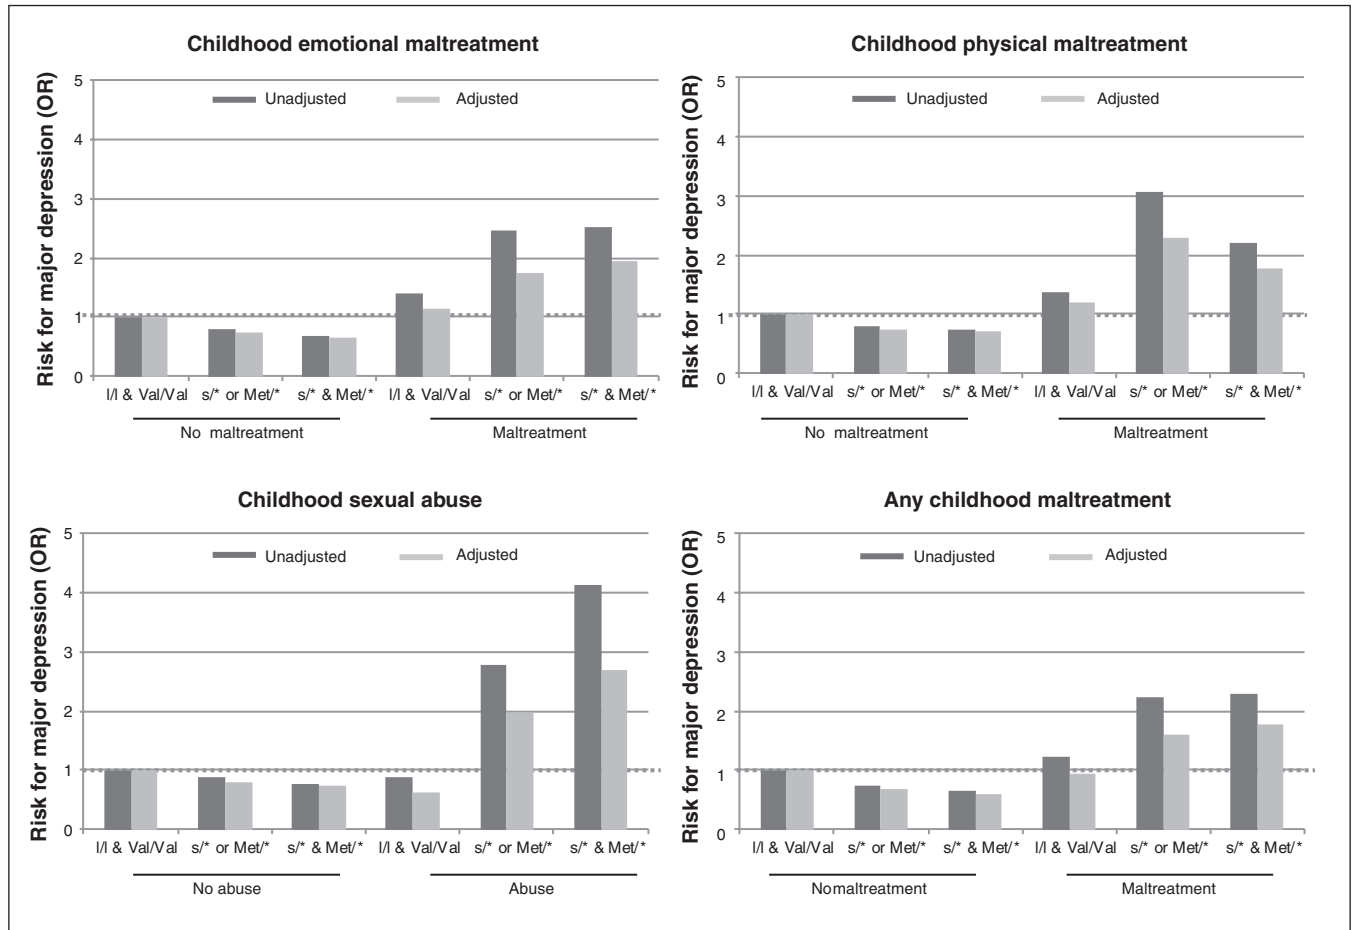 Childhood emotional maltreatment
Risk for major depression (OR)
5
4
3
2
1
0
Unadjusted Adjusted
l/l & Val/Val s/* or Met/* s/* & Met/* l/l & Val/Val s/* or Met/* s/* & Met/*
No maltreatment Maltreatment
Childhood physical maltreatment
Risk for major depression (OR)
5
4
3
2
1
0
Unadjusted Adjusted
l/l & Val/Val s/* or Met/* s/* & Met/* l/l & Val/Val s/* or Met/* s/* & Met/*
No maltreatment Maltreatment
Childhood sexual abuse
Risk for major depression (OR)
5
4
3
2
1
0
Unadjusted Adjusted
l/l & Val/Val s/* or Met/* s/* & Met/* l/l & Val/Val s/* or Met/* s/* & Met/*
No abuse Abuse
Any childhood maltreatment
Risk for major depression (OR)
5
4
3
2
1
0
Unadjusted Adjusted
l/l & Val/Val s/* or Met/* s/* & Met/* l/l & Val/Val s/* or Met/* s/* & Met/*
Nomaltreatment Maltreatment